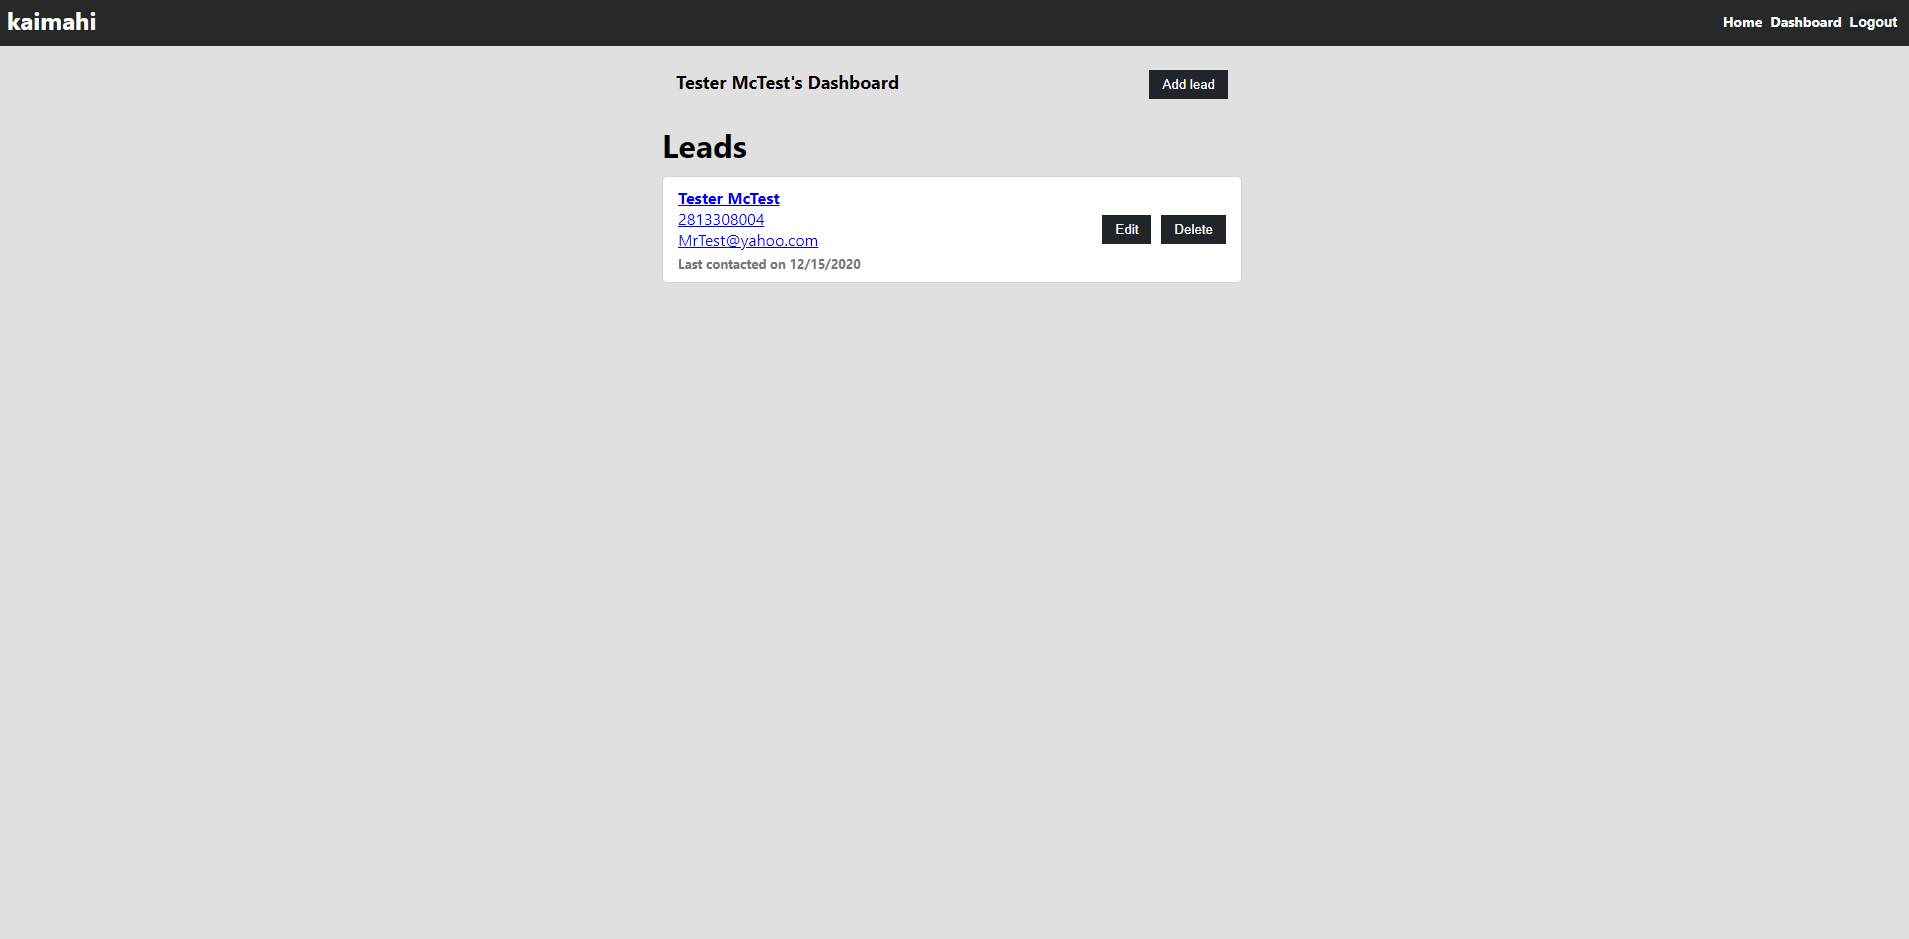 kaimahi
Home Dashboard Logout
Tester McTest's Dashboard
Add lead
Leads
Tester McTest
2813308004
MrTest@yahoo.com
Last contacted on 12/15/2020
Edit Delete